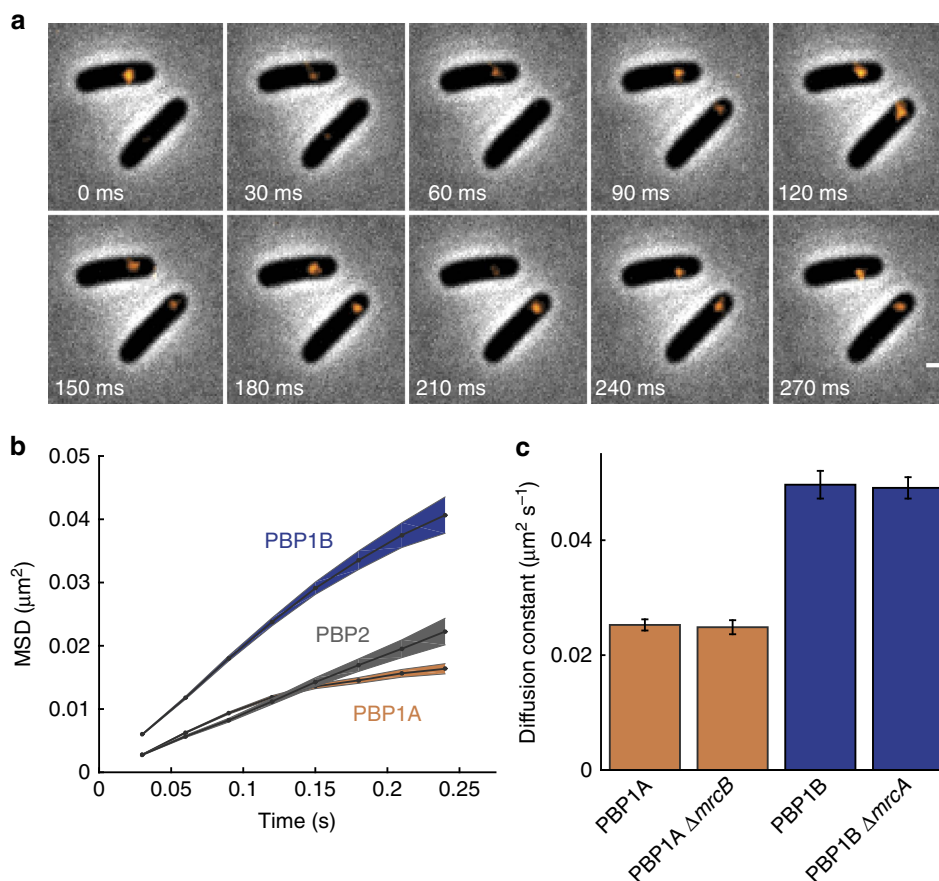 a
0 ms
30 ms
60 ms
90 ms
120 ms
150 ms
180 ms
210 ms
240 ms
270 ms
b
MSD (μm²)
0.05
0.04
0.03
0.02
0.01
0
PBP1B
PBP2
PBP1A
0 0.05 0.10 0.15 0.20 0.25
Time (s)
c
Diffusion constant (μm² s⁻¹)
0.04
0.02
0
PBP1A
PBP1A ΔmrcB
PBP1B
PBP1B ΔmrcA